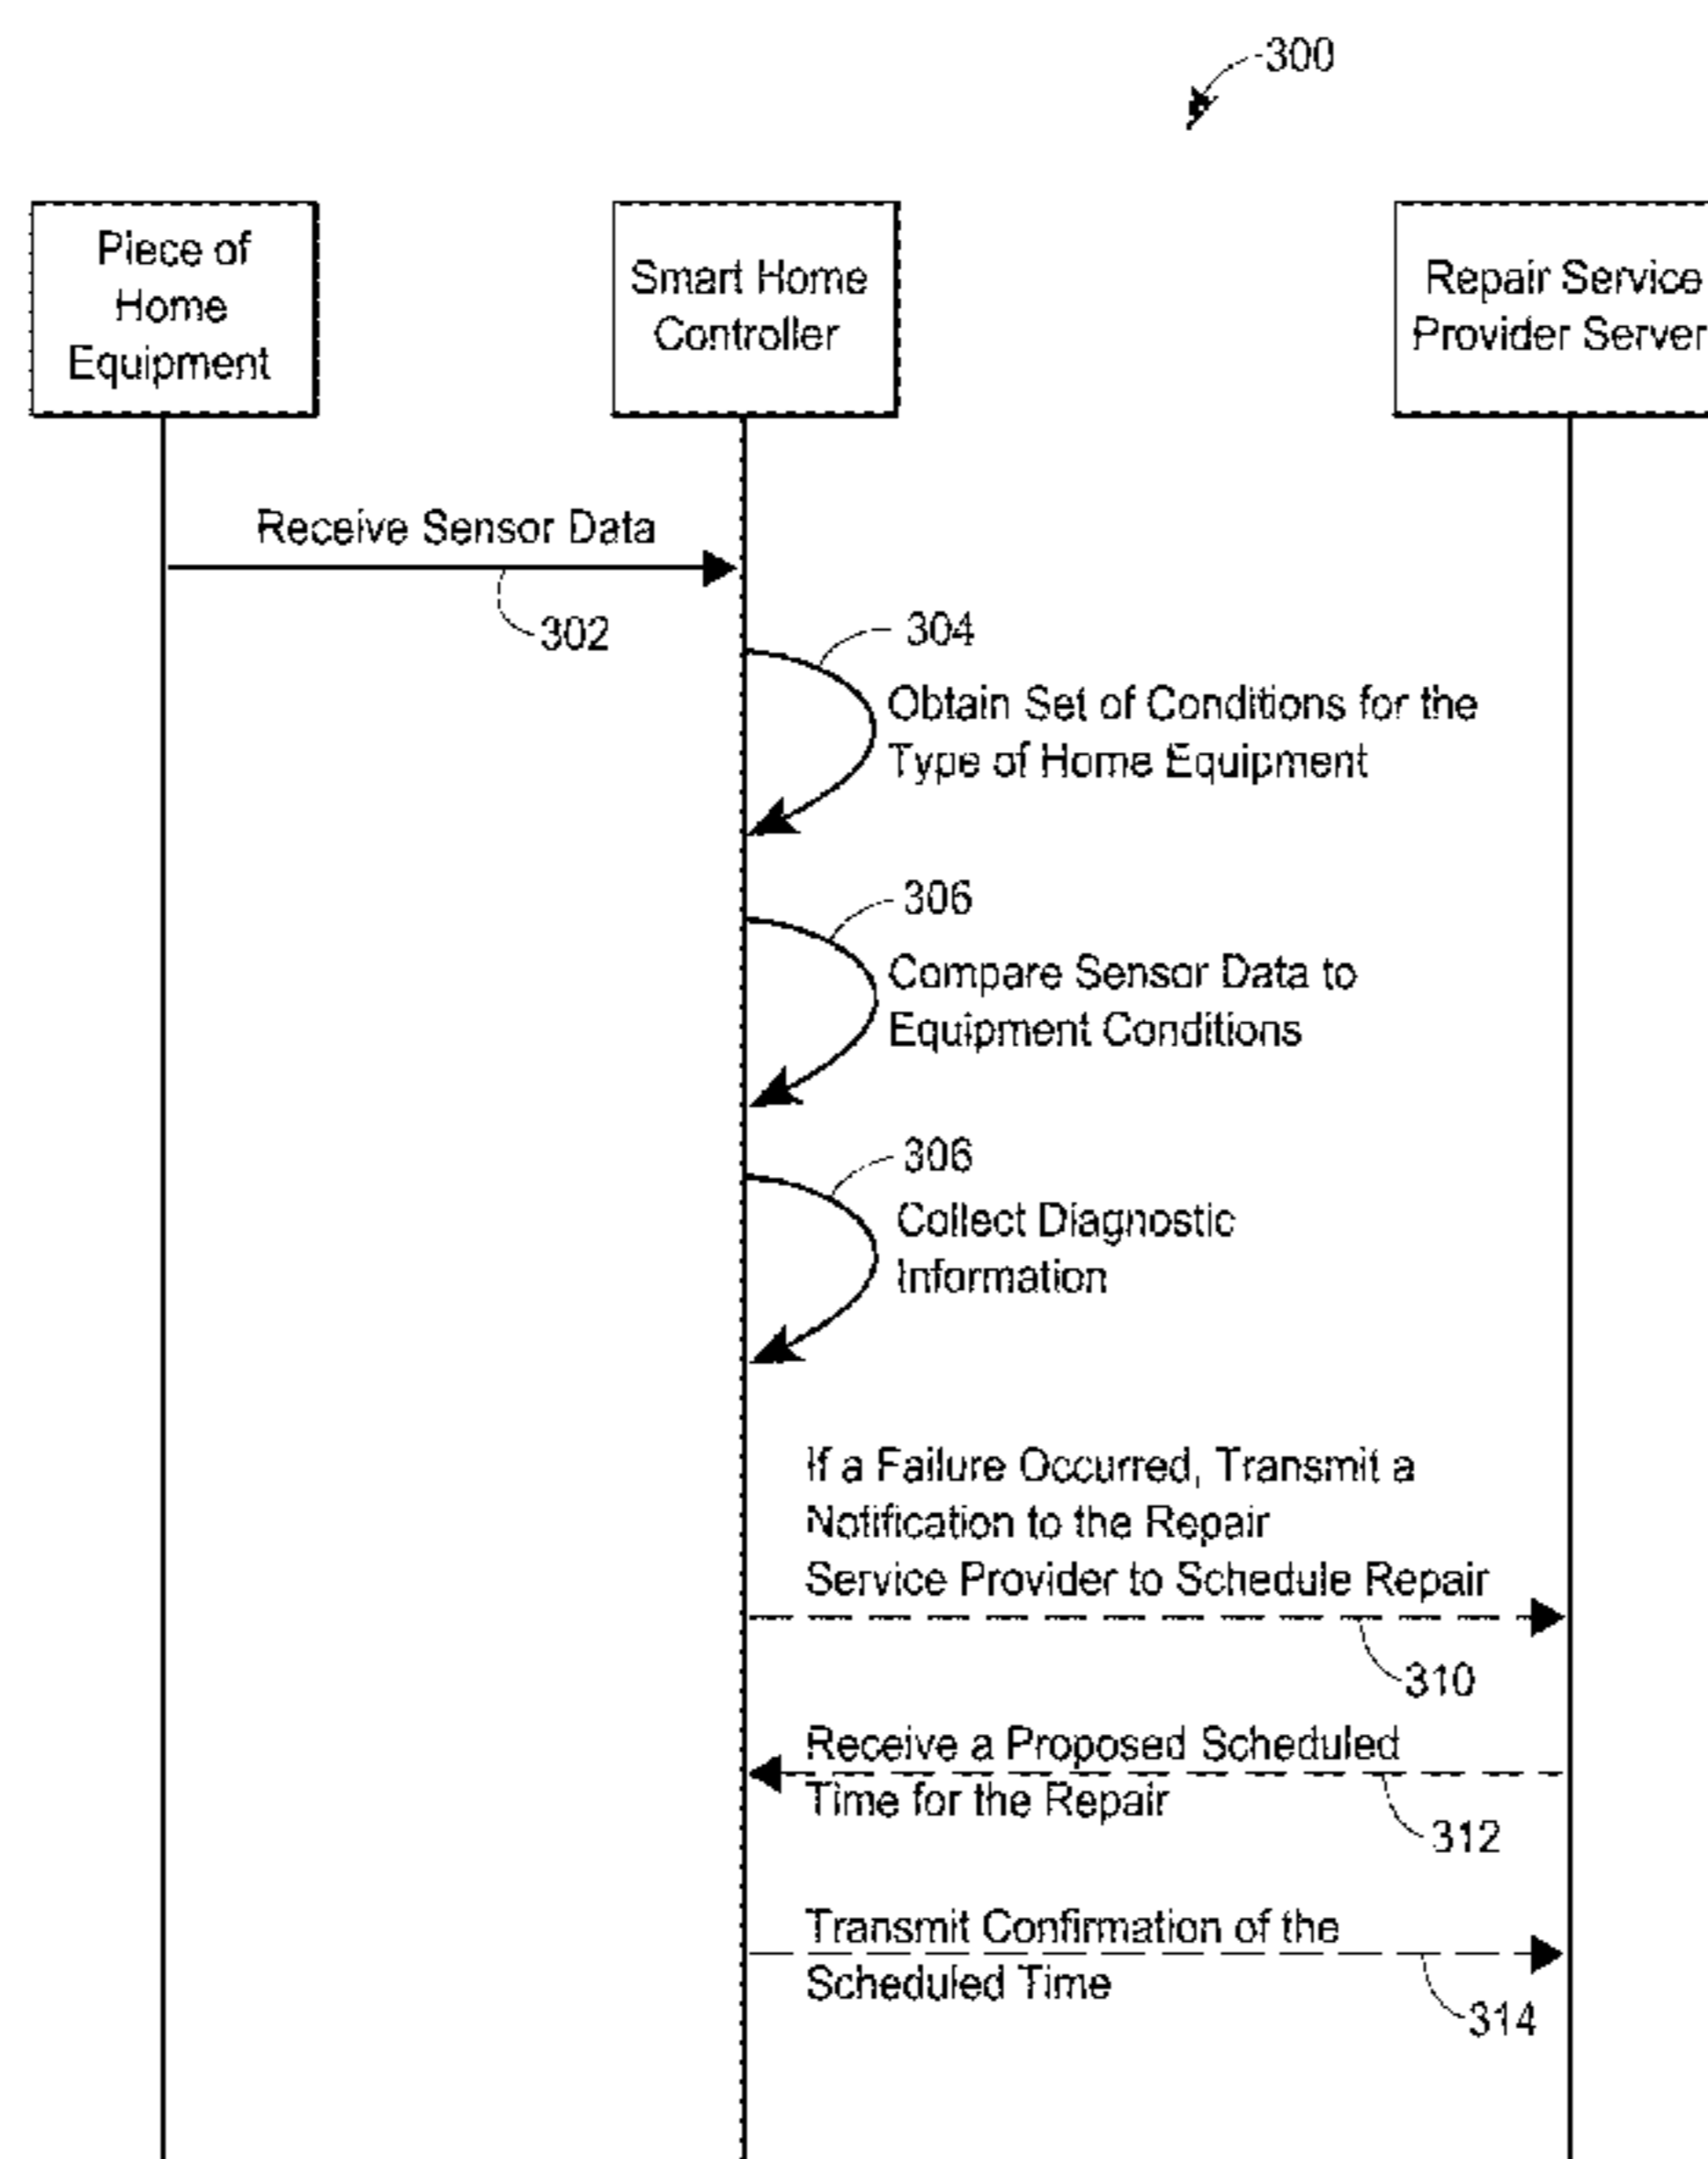 300
Piece of
Home
Equipment
Smart Home
Controller
Repair Service
Provider Server
Receive Sensor Data
302
304
Obtain Set of Conditions for the
Type of Home Equipment
306
Compare Sensor Data to
Equipment Conditions
306
Collect Diagnostic
Information
If a Failure Occurred, Transmit a
Notification to the Repair
Service Provider to Schedule Repair
310
Receive a Proposed Scheduled
Time for the Repair
312
Transmit Confirmation of the
Scheduled Time
314